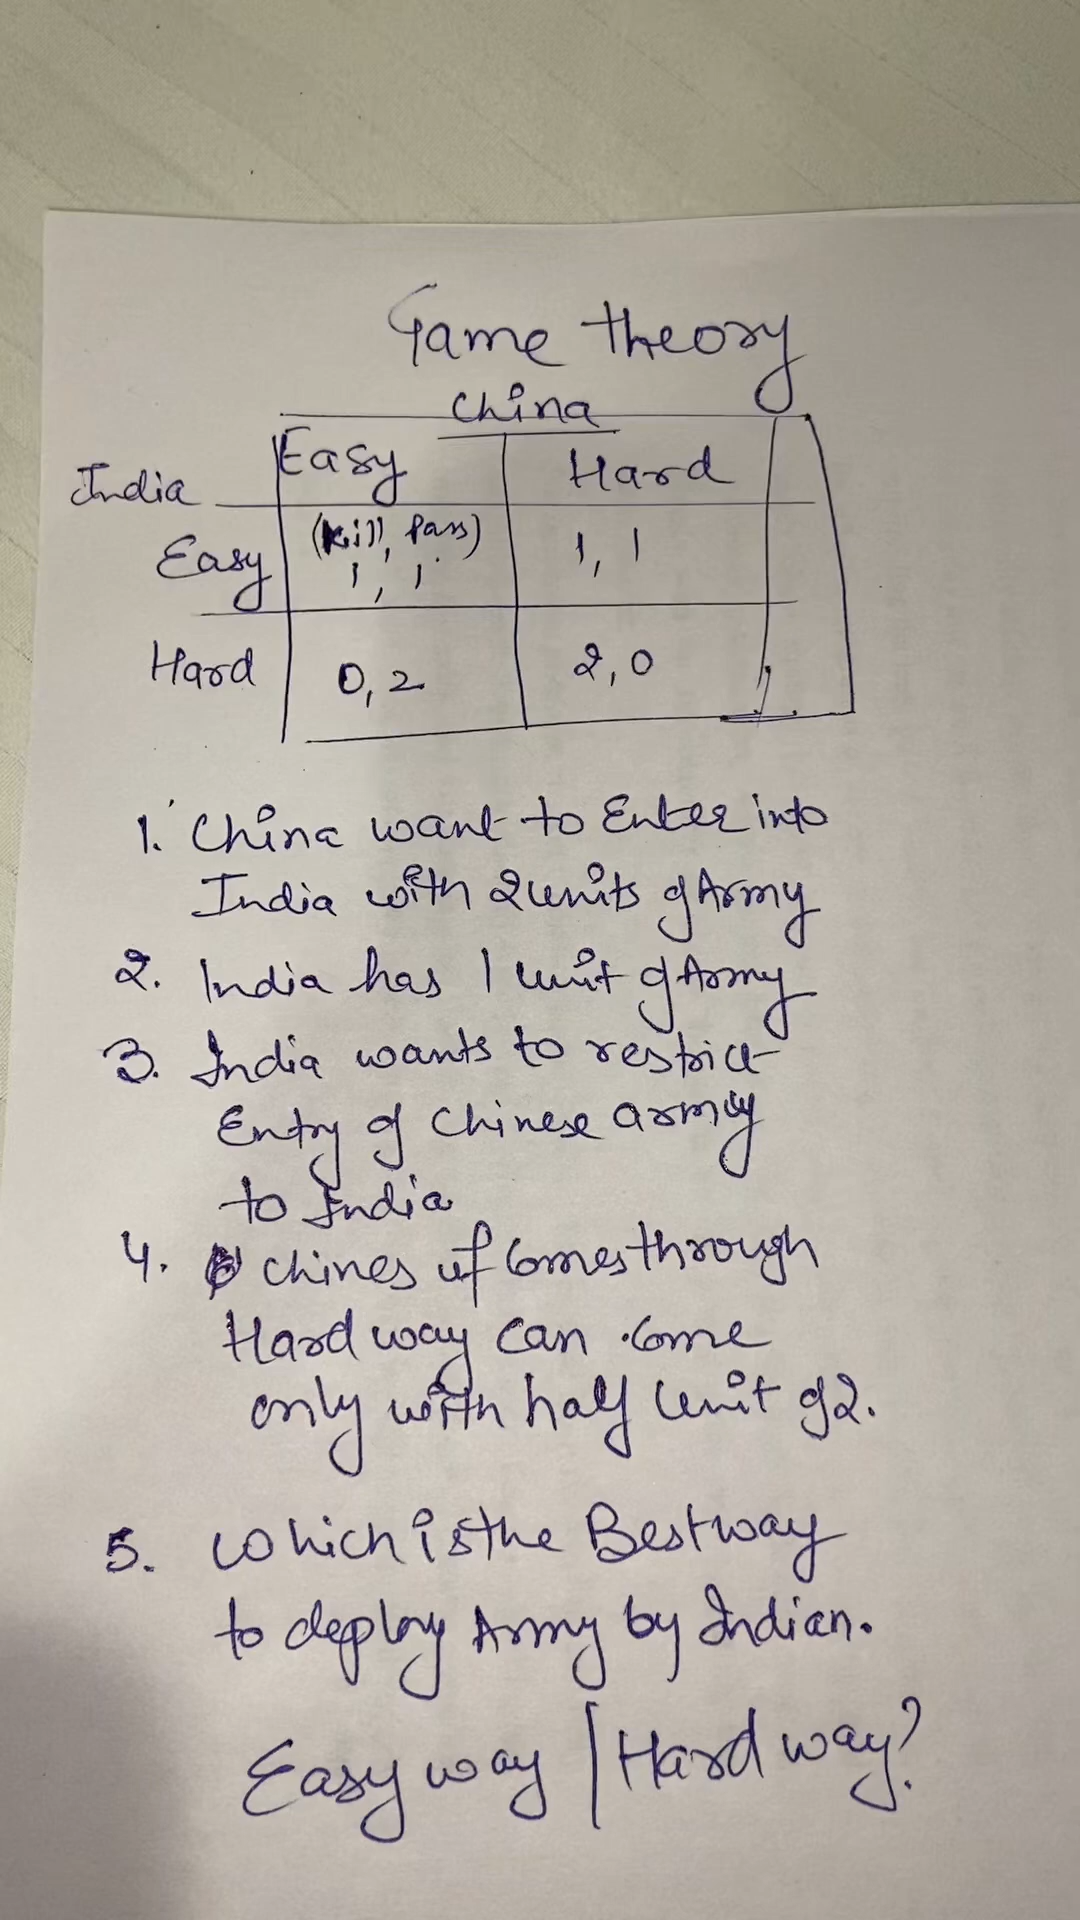 Game theory
China
India Easy Hard
Easy (kill, Pass) 1, 1
1, 1
Hard 0, 2 2, 0
1. China want to Enter into
India with 2 units of Army
2. India has 1 unit of Army
3. India wants to restrict
Entry of Chinese army
to India
4. Chines if Comes through
Hard way can come
only with half unit of 2.
5. Which is the Best way
to deploy Army by Indian.
Easy way | Hard way?